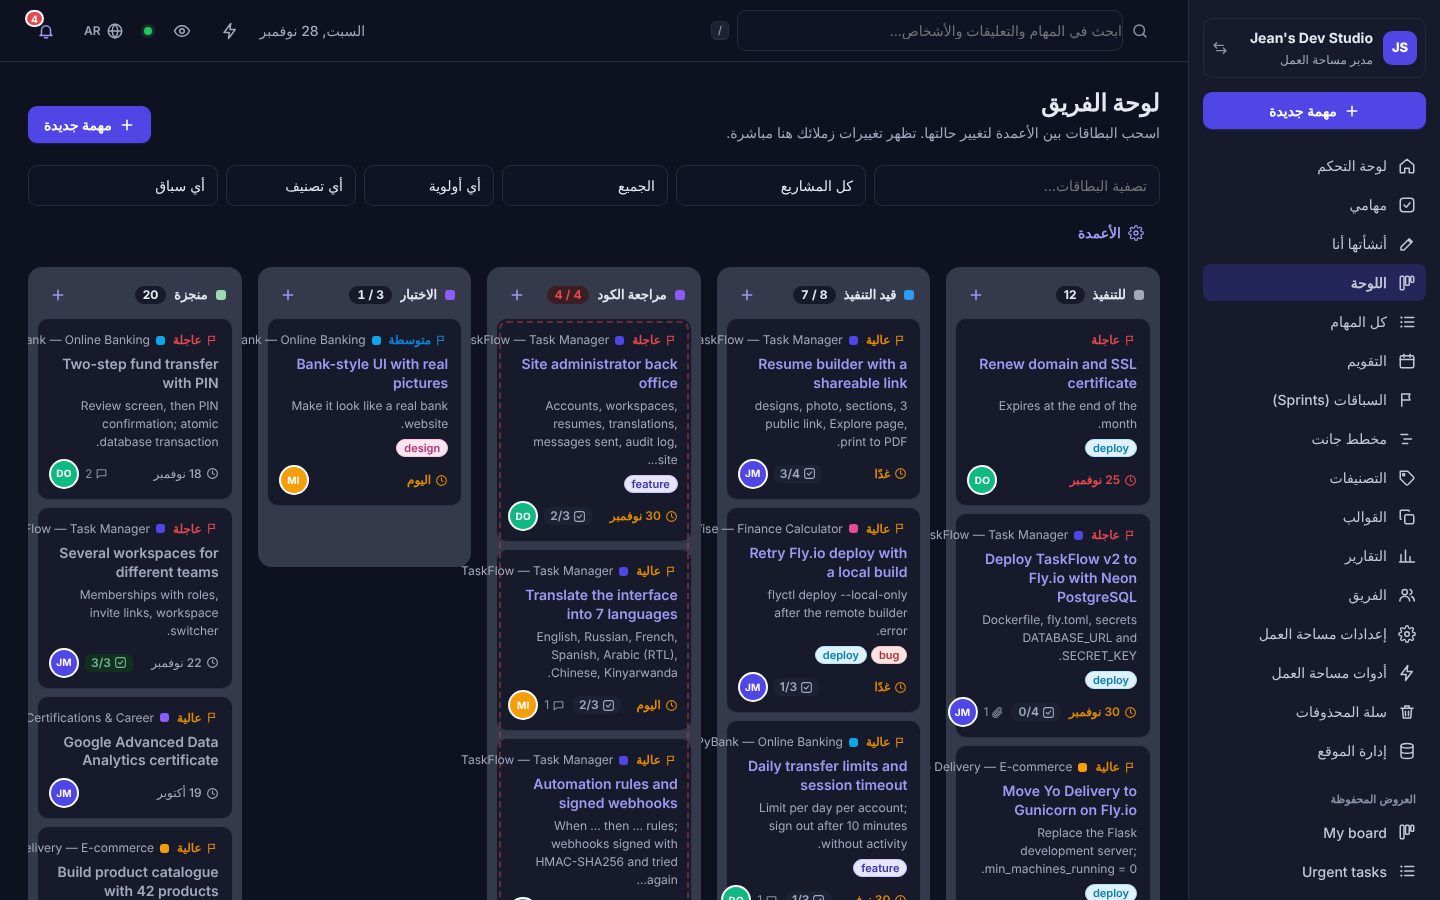 Jean's Dev Studio
JS
مدير مساحة العمل
مهمة جديدة
لوحة التحكم
مهامي
أنشأتها أنا
اللوحة
كل المهام
التقويم
السباقات (Sprints)
مخطط جانت
التصنيفات
القوالب
التقارير
الفريق
إعدادات مساحة العمل
أدوات مساحة العمل
سلة المحذوفات
إدارة الموقع
العروض المحفوظة
My board
Urgent tasks
ابحث في المهام والتعليقات والأشخاص...
/
السبت, 28 نوفمبر
AR
4
لوحة الفريق
اسحب البطاقات بين الأعمدة لتغيير حالتها. تظهر تغييرات زملائك هنا مباشرة.
مهمة جديدة
تصفية البطاقات...
كل المشاريع
الجميع
أي أولوية
أي تصنيف
أي سباق
الأعمدة
للتنفيذ 12
عاجلة
Renew domain and SSL
certificate
Expires at the end of the
month.
deploy
25 نوفمبر
DO
عاجلة
skFlow — Task Manager
Deploy TaskFlow v2 to
Fly.io with Neon
PostgreSQL
Dockerfile, fly.toml, secrets
DATABASE_URL and
SECRET_KEY.
deploy
30 نوفمبر
0/4
1
JM
عالية
Delivery — E-commerce
Move Yo Delivery to
Gunicorn on Fly.io
Replace the Flask
development server;
min_machines_running = 0.
deploy
قيد التنفيذ 7 / 8
عالية
askFlow — Task Manager
Resume builder with a
shareable link
3 designs, photo, sections,
public link, Explore page,
print to PDF.
غدًا
3/4
JM
عالية
ise — Finance Calculator
Retry Fly.io deploy with
a local build
flyctl deploy --local-only
after the remote builder
error.
bug
deploy
غدًا
1/3
JM
عالية
PyBank — Online Banking
Daily transfer limits and
session timeout
Limit per day per account;
sign out after 10 minutes
without activity.
feature
30 نوفمبر
1/3
1
DO
مراجعة الكود 4 / 4
عاجلة
skFlow — Task Manager
Site administrator back
office
Accounts, workspaces,
resumes, translations,
messages sent, audit log,
site...
feature
30 نوفمبر
2/3
DO
عالية
TaskFlow — Task Manager
Translate the interface
into 7 languages
English, Russian, French,
Spanish, Arabic (RTL),
Chinese, Kinyarwanda.
اليوم
2/3
1
MI
عالية
TaskFlow — Task Manager
Automation rules and
signed webhooks
When ... then ... rules;
webhooks signed with
HMAC-SHA256 and tried
again...
الاختبار 1 / 3
متوسطة
ank — Online Banking
Bank-style UI with real
pictures
Make it look like a real bank
website.
design
اليوم
MI
منجزة 20
عاجلة
ank — Online Banking
Two-step fund transfer
with PIN
Review screen, then PIN
confirmation; atomic
database transaction.
18 نوفمبر
2
DO
عاجلة
Flow — Task Manager
Several workspaces for
different teams
Memberships with roles,
invite links, workspace
switcher.
22 نوفمبر
3/3
JM
عالية
Certifications & Career
Google Advanced Data
Analytics certificate
19 أكتوبر
JM
عالية
elivery — E-commerce
Build product catalogue
with 42 products